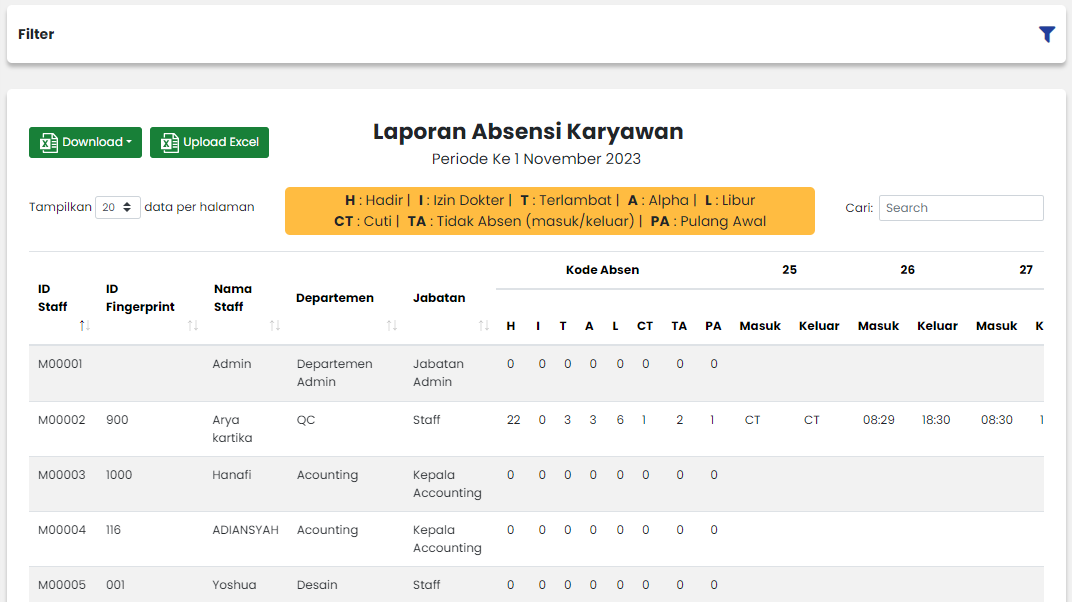 Filter
Laporan Absensi Karyawan
Download Upload Excel
Periode Ke 1 November 2023
Tampilkan 20 data per halaman
H : Hadir | I : Izin Dokter | T : Terlambat | A : Alpha | L : Libur
CT : Cuti | TA : Tidak Absen (masuk/keluar) | PA : Pulang Awal
Cari: Search
ID Staff ID Fingerprint Nama Staff Departemen Jabatan Kode Absen 25 26 27
H I T A L CT TA PA Masuk Keluar Masuk Keluar Masuk K
M00001 Admin Departemen Admin Jabatan Admin 0 0 0 0 0 0 0 0
M00002 900 Arya kartika QC Staff 22 0 3 3 6 1 2 1 CT CT 08:29 18:30 08:30 1
M00003 1000 Hanafi Acounting Kepala Accounting 0 0 0 0 0 0 0 0
M00004 116 ADIANSYAH Acounting Kepala Accounting 0 0 0 0 0 0 0 0
M00005 001 Yoshua Desain Staff 0 0 0 0 0 0 0 0